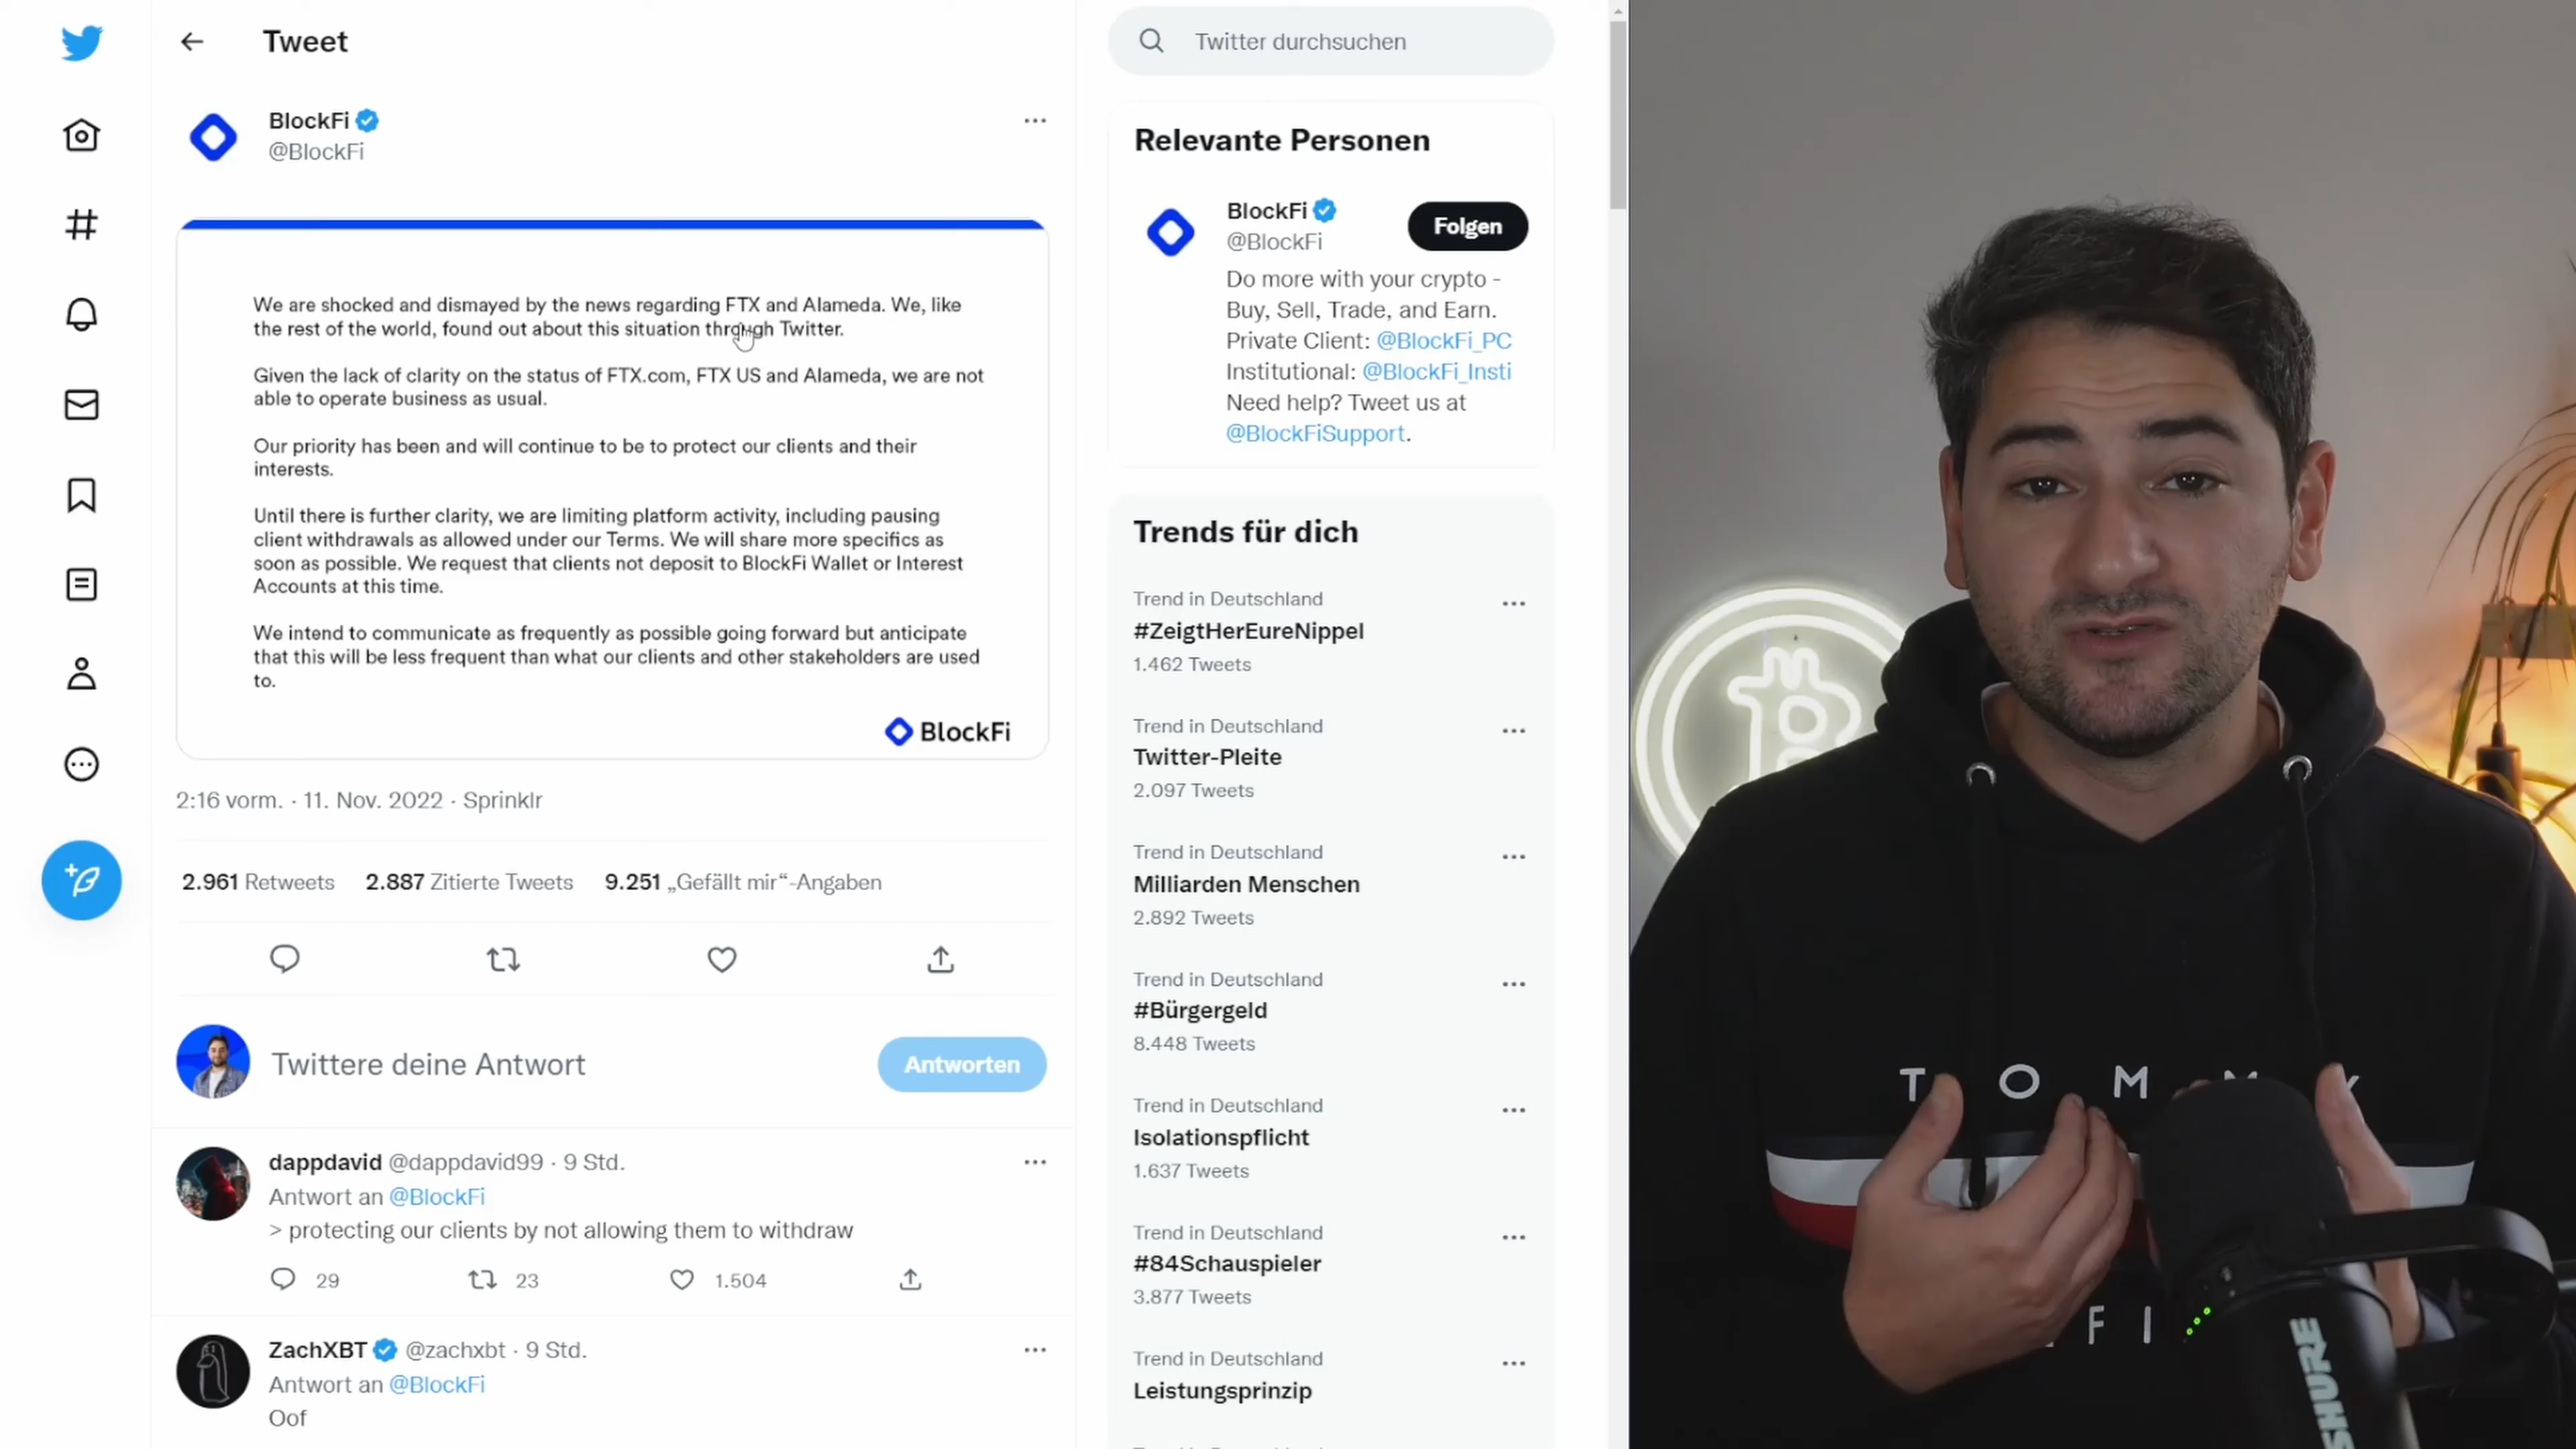 Tweet
BlockFi
@BlockFi
We are shocked and dismayed by the news regarding FTX and Alameda. We, like
the rest of the world, found out about this situation through Twitter.
Given the lack of clarity on the status of FTX.com, FTX US and Alameda, we are not
able to operate business as usual.
Our priority has been and will continue to be to protect our clients and their
interests.
Until there is further clarity, we are limiting platform activity, including pausing
client withdrawals as allowed under our Terms. We will share more specifics as
soon as possible. We request that clients not deposit to BlockFi Wallet or Interest
Accounts at this time.
We intend to communicate as frequently as possible going forward but anticipate
that this will be less frequent than what our clients and other stakeholders are used
to.
BlockFi
2:16 vorm. · 11. Nov. 2022 · Sprinklr
2.961 Retweets 2.887 Zitierte Tweets 9.251 „Gefällt mir“-Angaben
Twittere deine Antwort
Antworten
dappdavid @dappdavid99 · 9 Std.
Antwort an @BlockFi
> protecting our clients by not allowing them to withdraw
29 23 1.504
ZachXBT @zachxbt · 9 Std.
Antwort an @BlockFi
Oof
Twitter durchsuchen
Relevante Personen
BlockFi
@BlockFi
Folgen
Do more with your crypto -
Buy, Sell, Trade, and Earn.
Private Client: @BlockFi_PC
Institutional: @BlockFi_Insti
Need help? Tweet us at
@BlockFiSupport.
Trends für dich
Trend in Deutschland
#ZeigtHerEureNippel
1.462 Tweets
Trend in Deutschland
Twitter-Pleite
2.097 Tweets
Trend in Deutschland
Milliarden Menschen
2.892 Tweets
Trend in Deutschland
#Bürgergeld
8.448 Tweets
Trend in Deutschland
Isolationspflicht
1.637 Tweets
Trend in Deutschland
#84Schauspieler
3.877 Tweets
Trend in Deutschland
Leistungsprinzip
TOMMY
SHURE